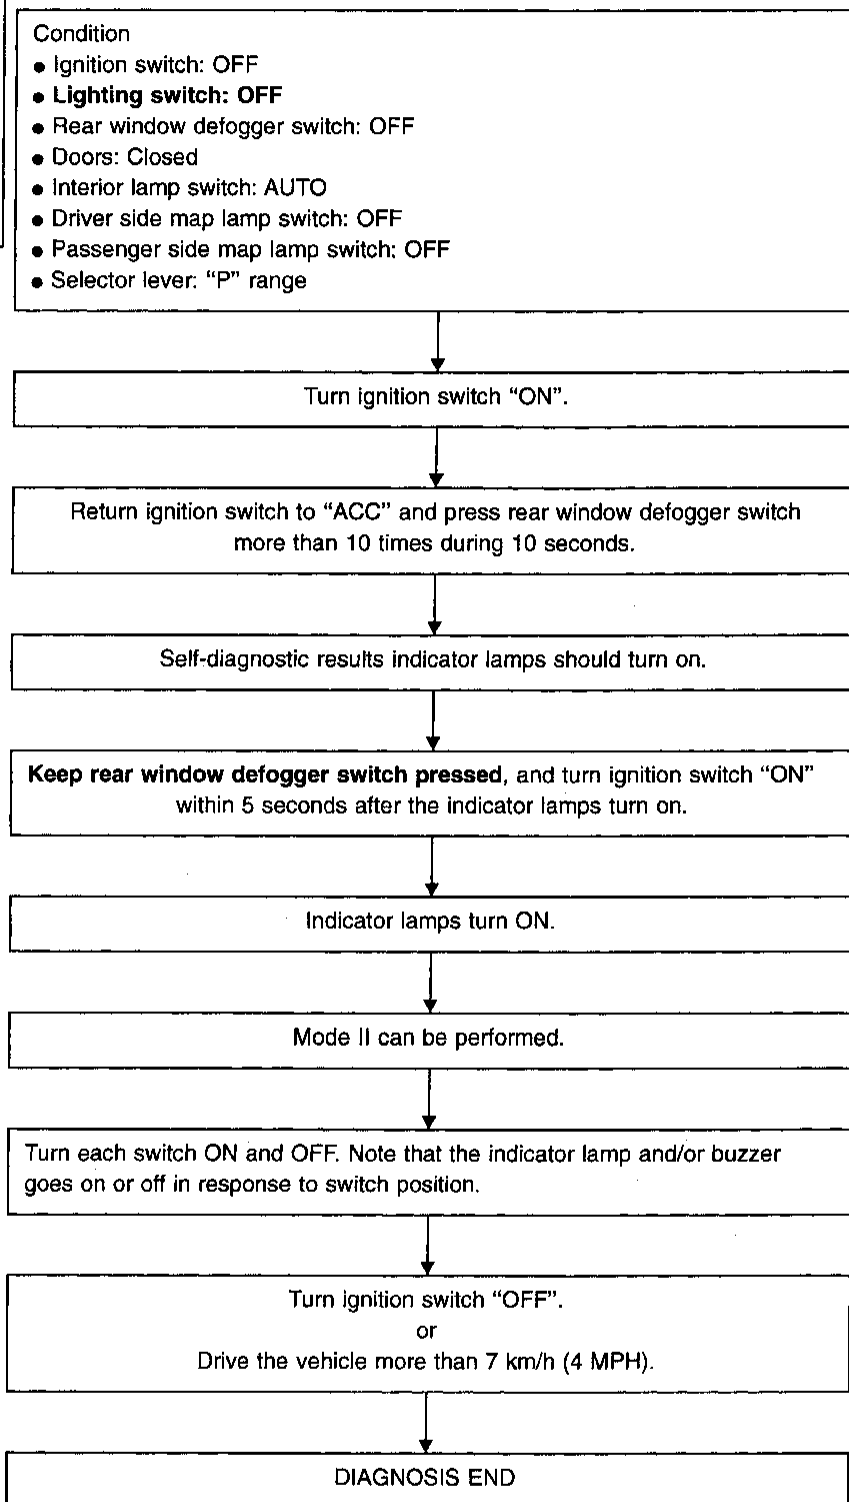 Condition
● Ignition switch: OFF
● Lighting switch: OFF
● Rear window defogger switch: OFF
● Doors: Closed
● Interior lamp switch: AUTO
● Driver side map lamp switch: OFF
● Passenger side map lamp switch: OFF
● Selector lever: “P” range
Turn ignition switch “ON”.
Return ignition switch to “ACC” and press rear window defogger switch
more than 10 times during 10 seconds.
Self-diagnostic results indicator lamps should turn on.
Keep rear window defogger switch pressed, and turn ignition switch “ON”
within 5 seconds after the indicator lamps turn on.
Indicator lamps turn ON.
Mode II can be performed.
Turn each switch ON and OFF. Note that the indicator lamp and/or buzzer
goes on or off in response to switch position.
Turn ignition switch “OFF”.
or
Drive the vehicle more than 7 km/h (4 MPH).
DIAGNOSIS END